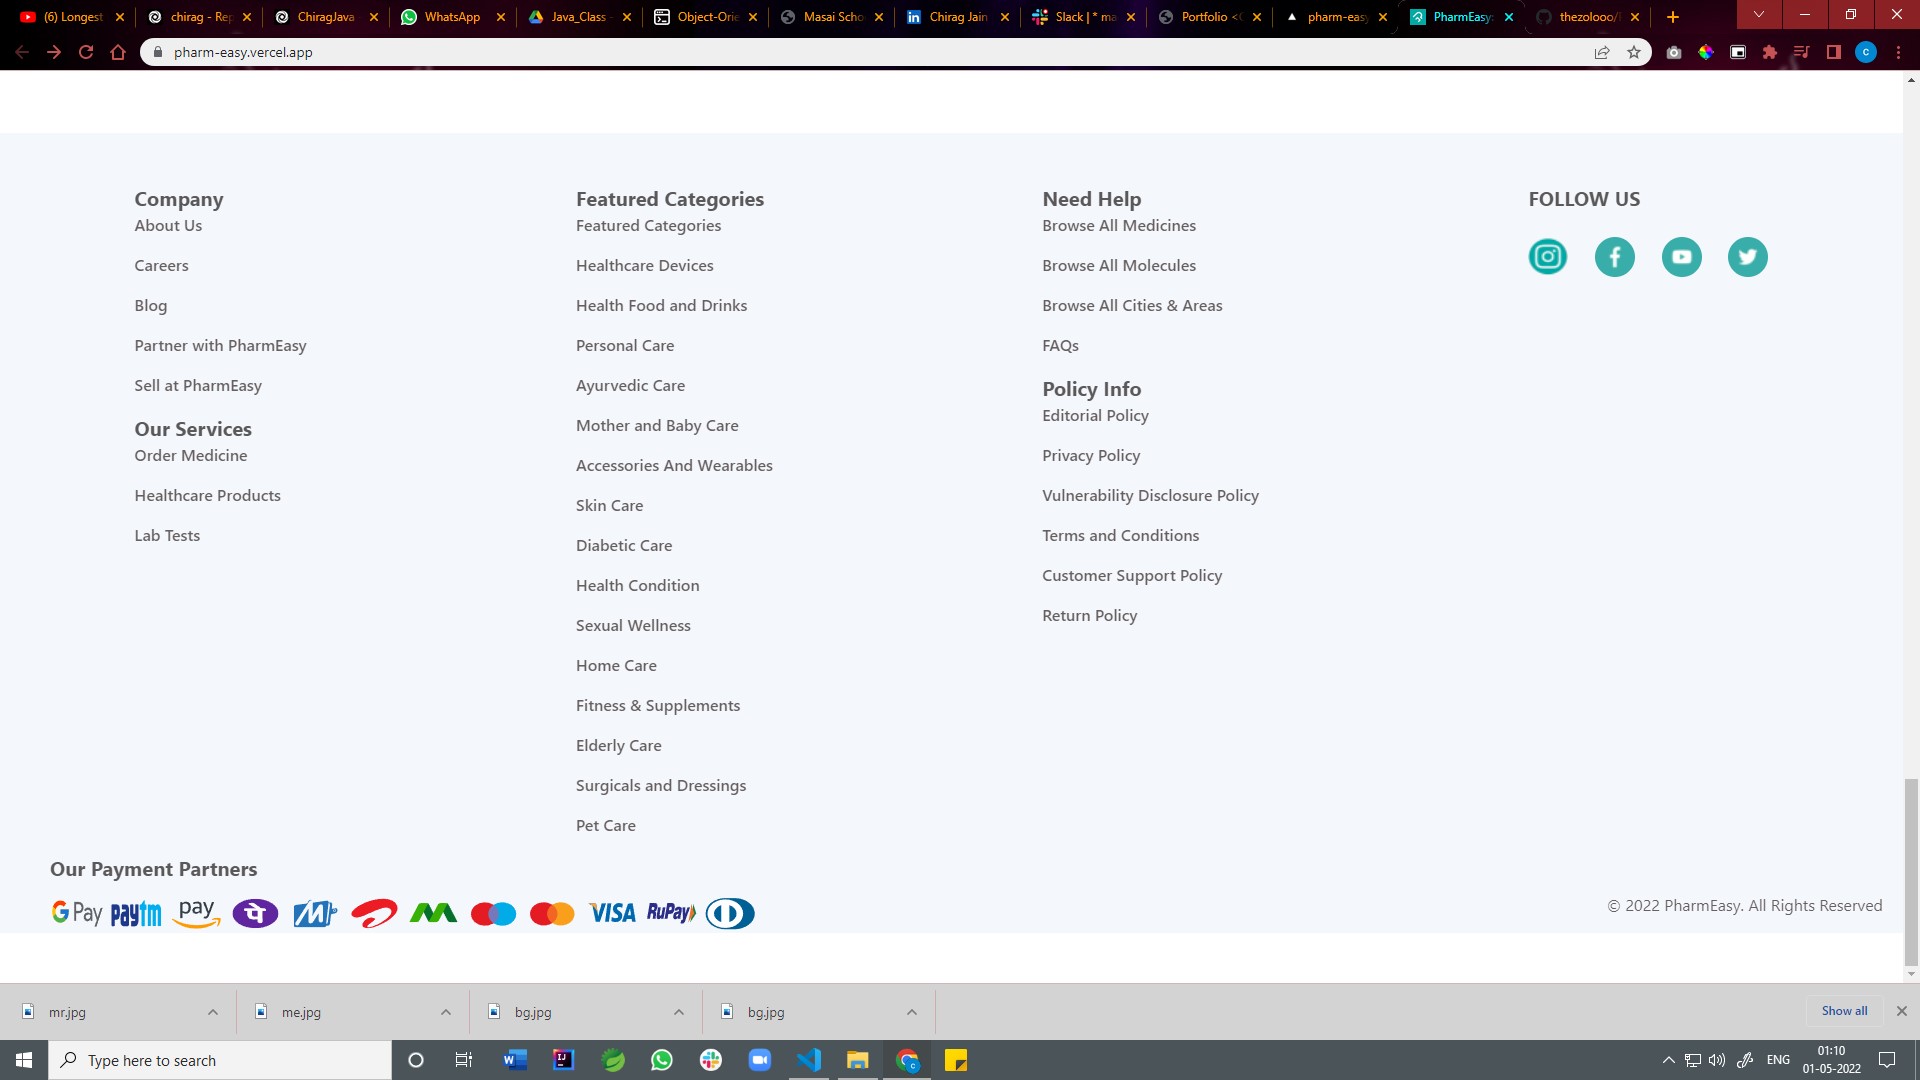 (6) Longest
chirag - Rep
ChiragJava
WhatsApp
Java_Class -
Object-Orie
Masai Scho
Chirag Jain
Slack | * ma
Portfolio <C
pharm-easy
PharmEasy:
thezolooo/
pharm-easy.vercel.app
c
Company
About Us
Careers
Blog
Partner with PharmEasy
Sell at PharmEasy
Our Services
Order Medicine
Healthcare Products
Lab Tests
Featured Categories
Featured Categories
Healthcare Devices
Health Food and Drinks
Personal Care
Ayurvedic Care
Mother and Baby Care
Accessories And Wearables
Skin Care
Diabetic Care
Health Condition
Sexual Wellness
Home Care
Fitness & Supplements
Elderly Care
Surgicals and Dressings
Pet Care
Need Help
Browse All Medicines
Browse All Molecules
Browse All Cities & Areas
FAQs
Policy Info
Editorial Policy
Privacy Policy
Vulnerability Disclosure Policy
Terms and Conditions
Customer Support Policy
Return Policy
FOLLOW US
Our Payment Partners
G Pay paytm pay VISA RuPay
© 2022 PharmEasy. All Rights Reserved
mr.jpg
me.jpg
bg.jpg
bg.jpg
Show all
Type here to search
ENG
01:10
01-05-2022